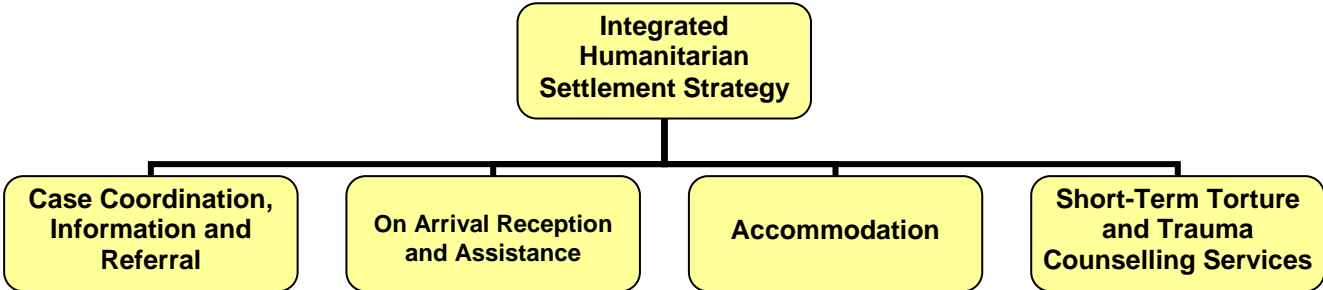 Integrated
Humanitarian
Settlement Strategy
Case Coordination,
Information and
Referral
On Arrival Reception
and Assistance
Accommodation
Short-Term Torture
and Trauma
Counselling Services